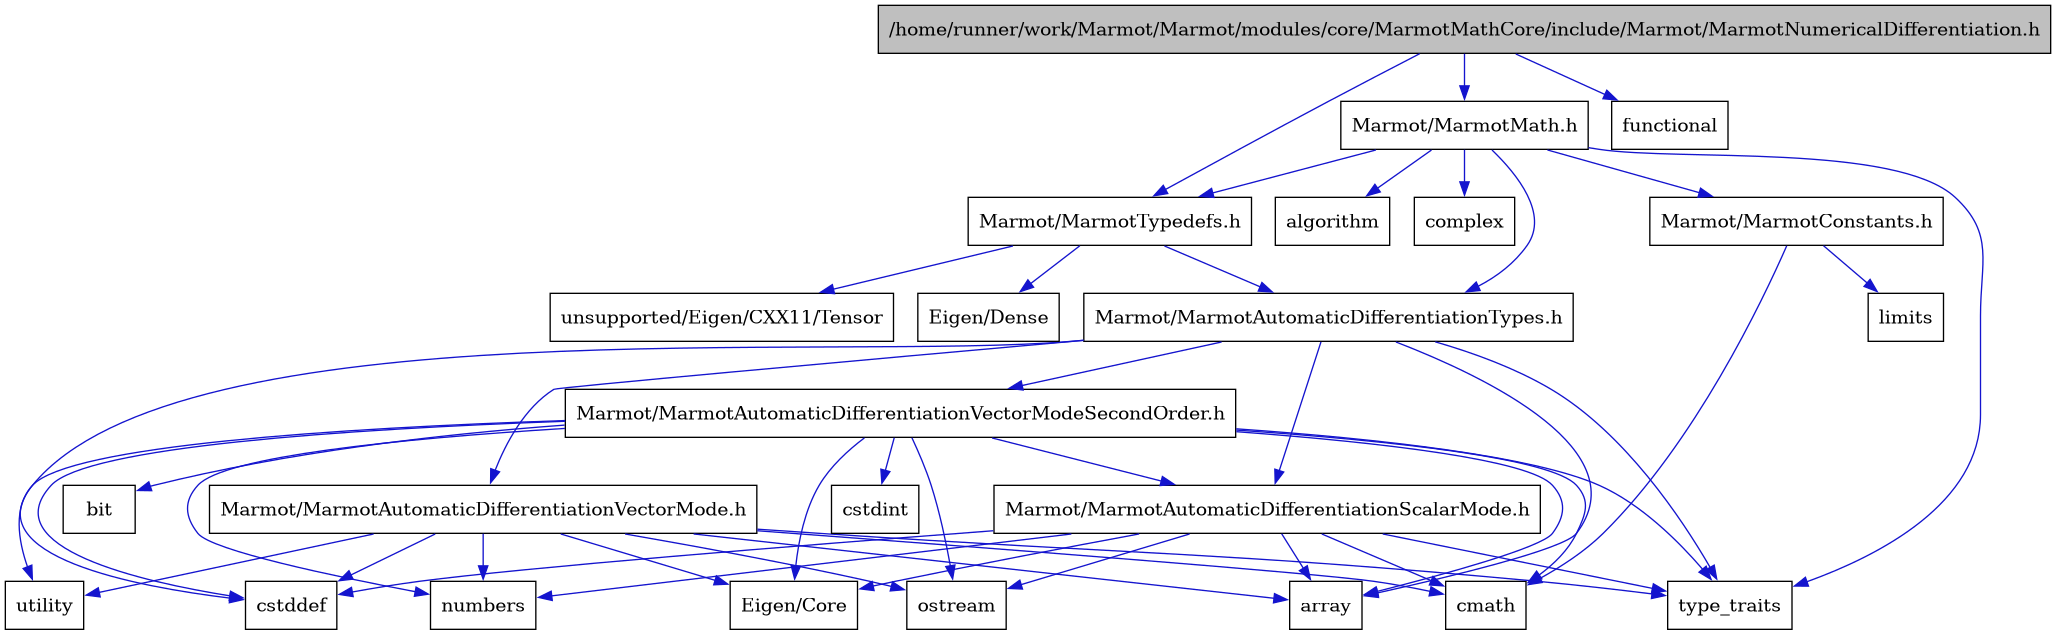 /home/runner/work/Marmot/Marmot/modules/core/MarmotMathCore/include/Marmot/MarmotNumericalDifferentiation.h
Marmot/MarmotMath.h
functional
Marmot/MarmotTypedefs.h
algorithm
complex
Marmot/MarmotConstants.h
unsupported/Eigen/CXX11/Tensor
Eigen/Dense
Marmot/MarmotAutomaticDifferentiationTypes.h
limits
Marmot/MarmotAutomaticDifferentiationVectorModeSecondOrder.h
bit
Marmot/MarmotAutomaticDifferentiationVectorMode.h
cstdint
Marmot/MarmotAutomaticDifferentiationScalarMode.h
utility
cstddef
numbers
Eigen/Core
ostream
array
cmath
type_traits